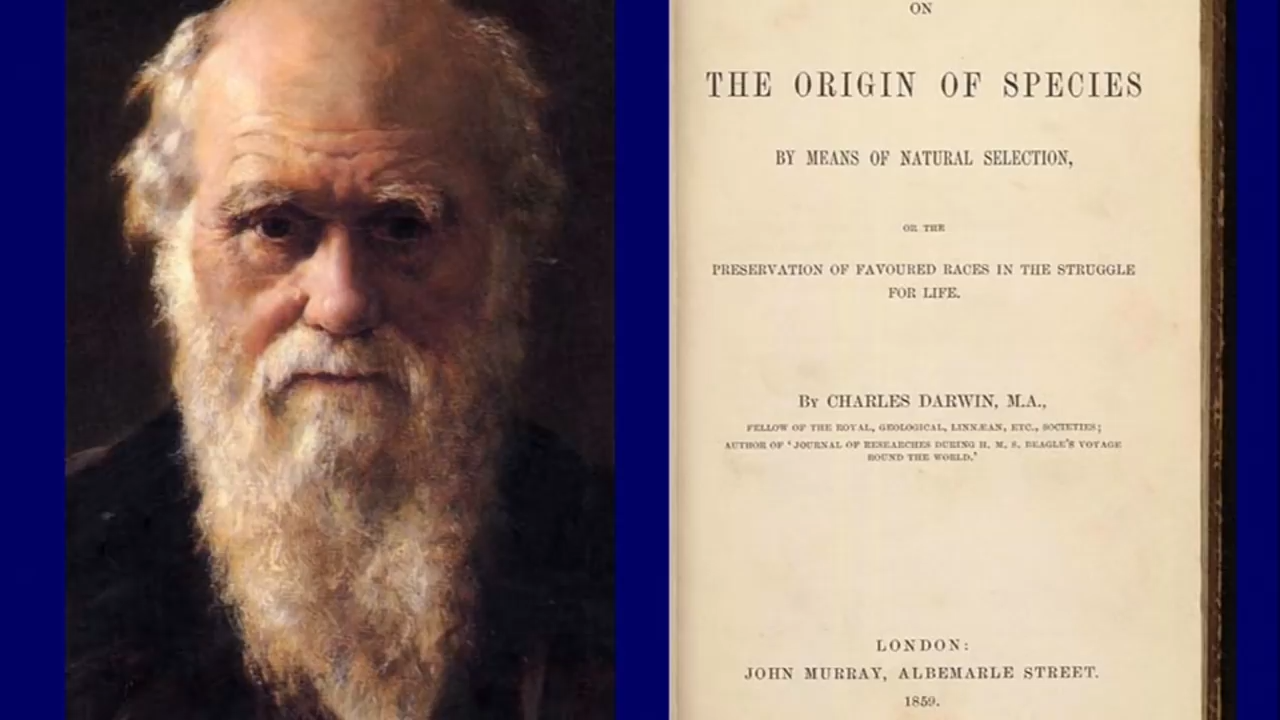 ON
THE ORIGIN OF SPECIES
BY MEANS OF NATURAL SELECTION,
OR THE
PRESERVATION OF FAVOURED RACES IN THE STRUGGLE
FOR LIFE.
BY CHARLES DARWIN, M.A.,
FELLOW OF THE ROYAL, GEOLOGICAL, LINNÆAN, ETC., SOCIETIES;
AUTHOR OF 'JOURNAL OF RESEARCHES DURING H. M. S. BEAGLE'S VOYAGE
ROUND THE WORLD.'
LONDON:
JOHN MURRAY, ALBEMARLE STREET.
1859.